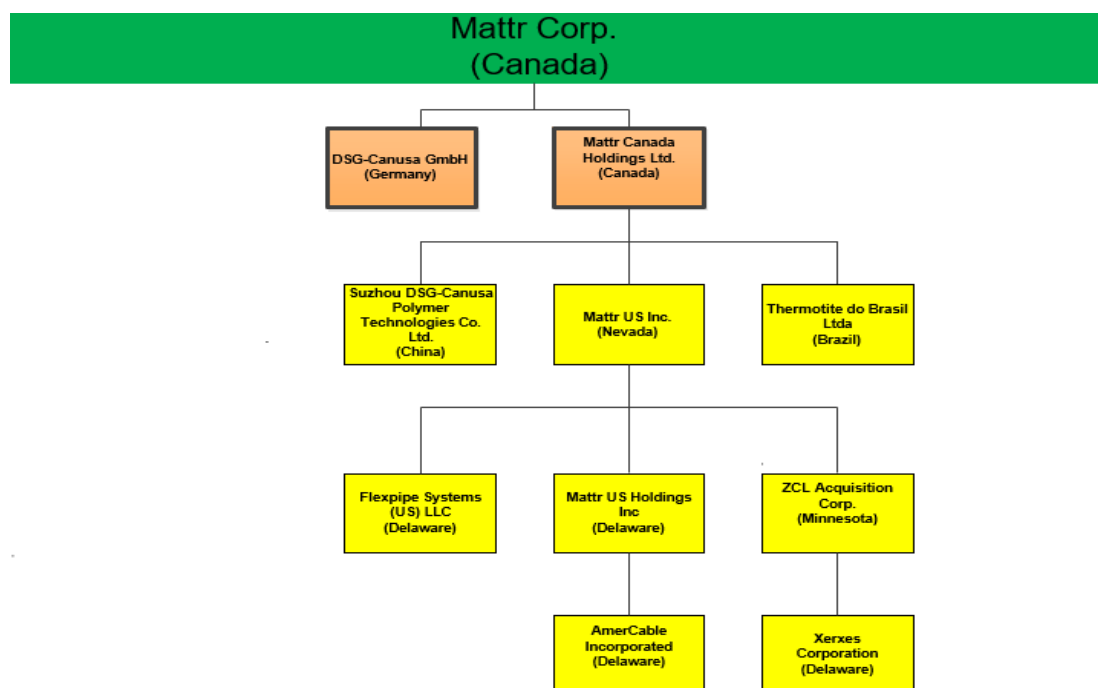 Mattr Corp.
(Canada)
DSG-Canusa GmbH
(Germany)
Mattr Canada
Holdings Ltd.
(Canada)
Suzhou DSG-Canusa
Polymer
Technologies Co.
Ltd.
(China)
Mattr US Inc.
(Nevada)
Thermotite do Brasil
Ltda
(Brazil)
Flexpipe Systems
(US) LLC
(Delaware)
Mattr US Holdings
Inc
(Delaware)
ZCL Acquisition
Corp.
(Minnesota)
AmerCable
Incorporated
(Delaware)
Xerxes
Corporation
(Delaware)